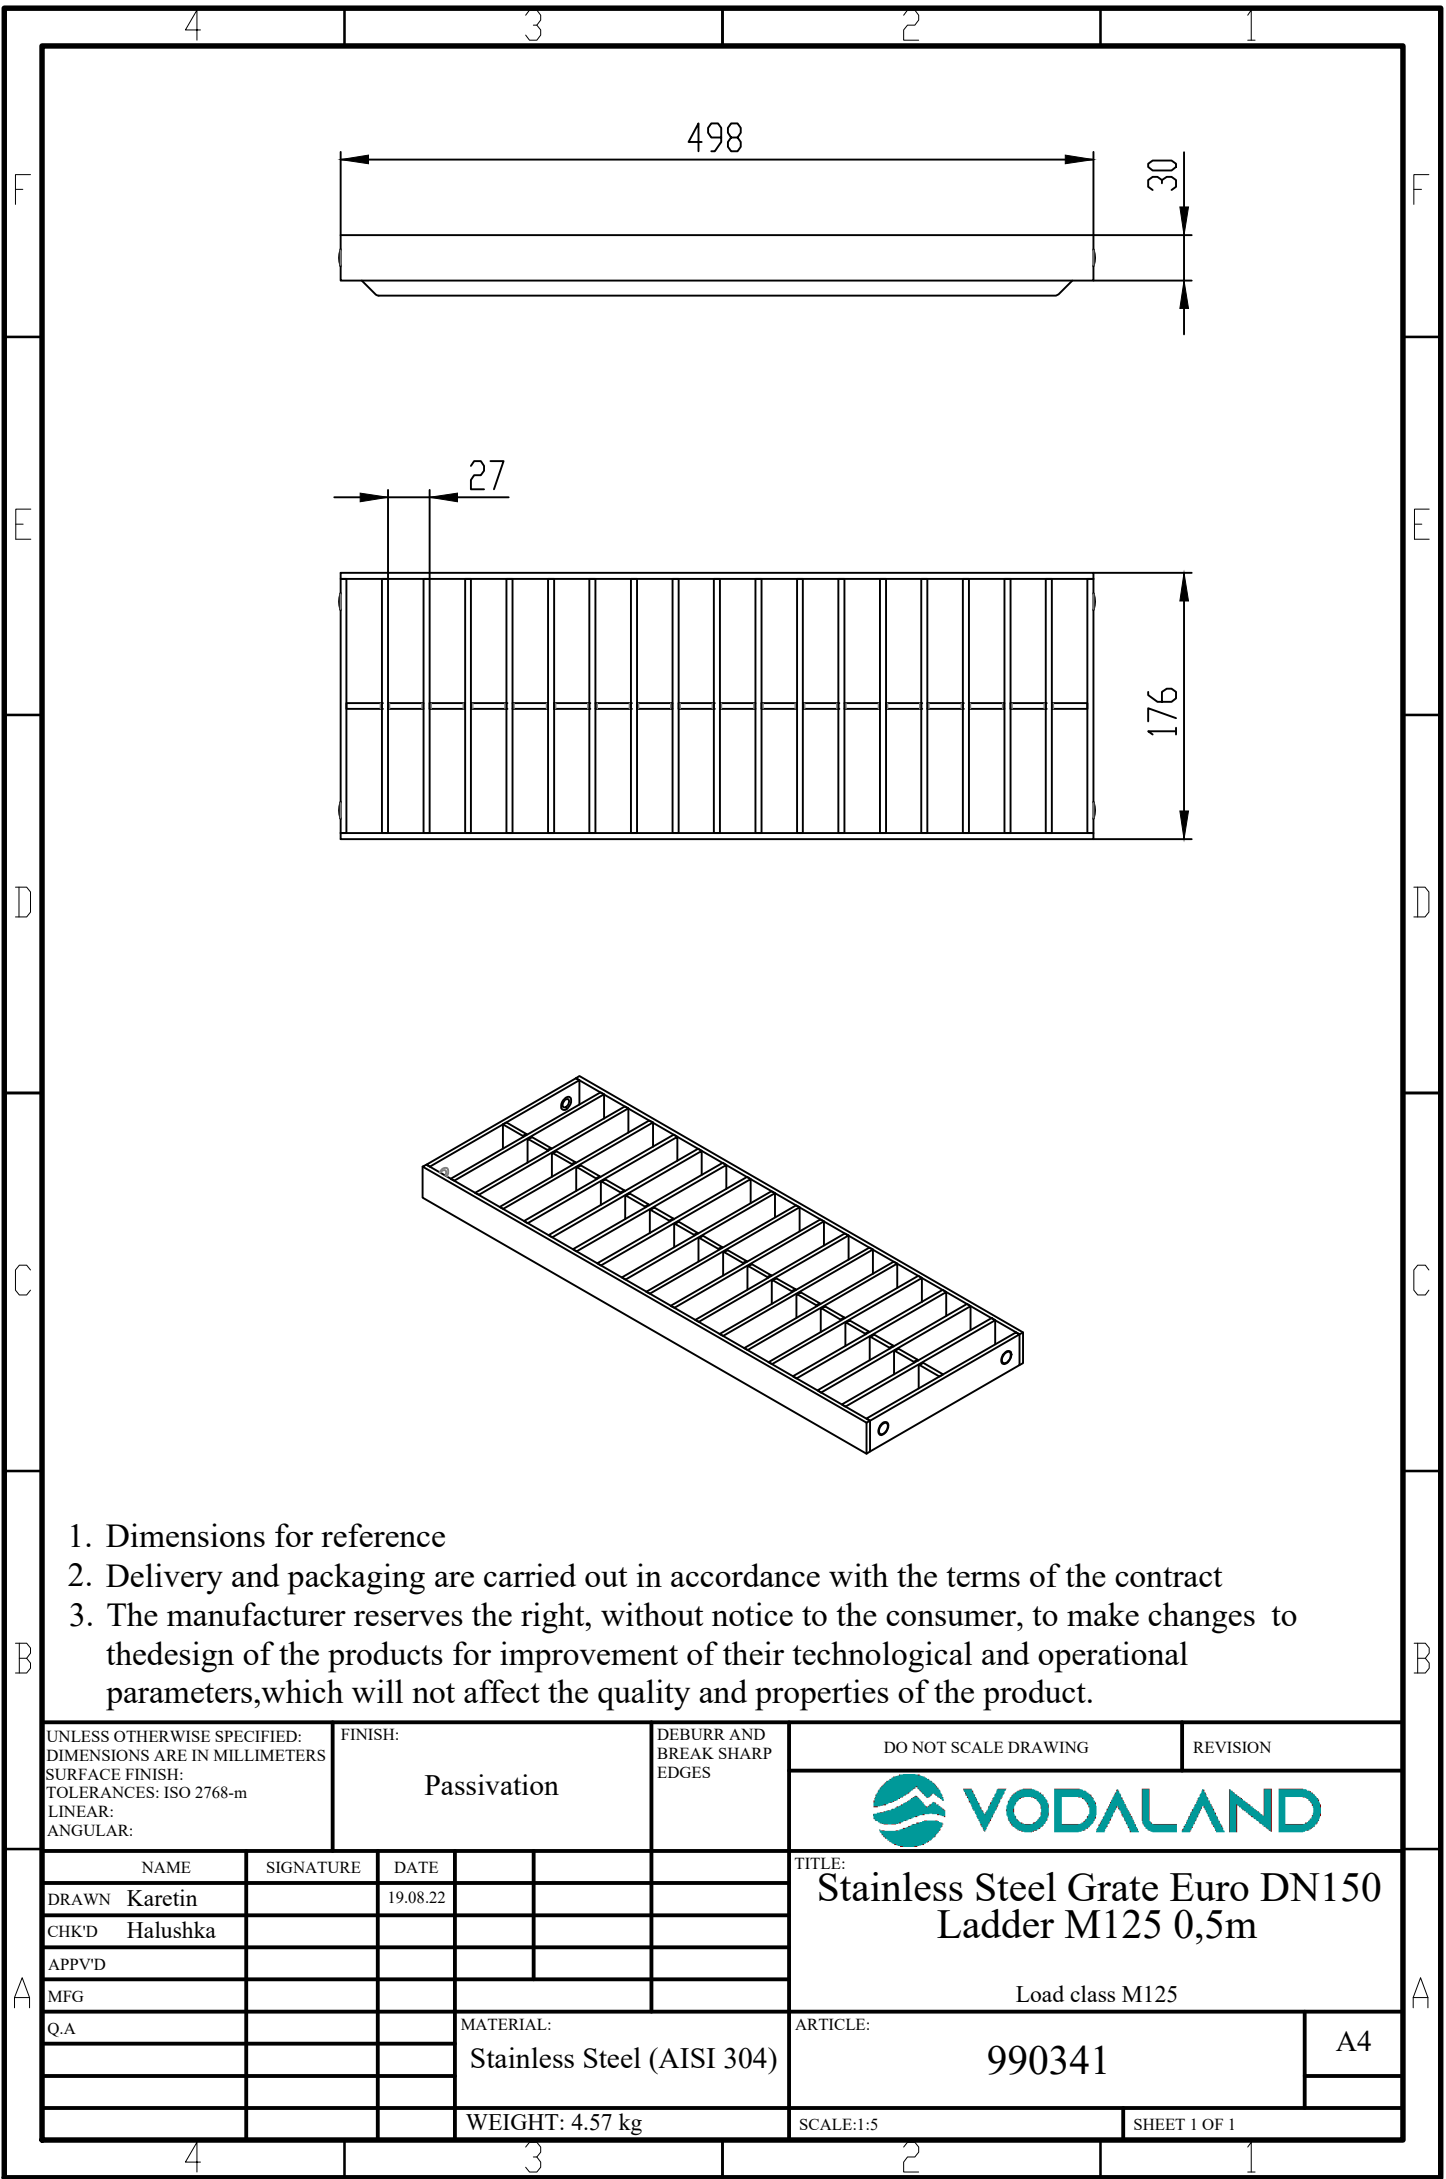 4 3 2 1
498
30
F F
27
E E
176
D D
C C
1. Dimensions for reference
2. Delivery and packaging are carried out in accordance with the terms of the contract
3. The manufacturer reserves the right, without notice to the consumer, to make changes to
thedesign of the products for improvement of their technological and operational
parameters,which will not affect the quality and properties of the product.
B B
UNLESS OTHERWISE SPECIFIED:
DIMENSIONS ARE IN MILLIMETERS
SURFACE FINISH:
TOLERANCES: ISO 2768-m
LINEAR:
ANGULAR:
FINISH:
Passivation
DEBURR AND
BREAK SHARP
EDGES
DO NOT SCALE DRAWING
REVISION
VODALAND
NAME SIGNATURE DATE
DRAWN Karetin 19.08.22
CHK'D Halushka
APPV'D
MFG
Q.A
TITLE:
Stainless Steel Grate Euro DN150
Ladder M125 0,5m
Load class M125
A A
MATERIAL:
Stainless Steel (AISI 304)
ARTICLE:
990341
A4
WEIGHT: 4.57 kg
SCALE:1:5
SHEET 1 OF 1
4 3 2 1